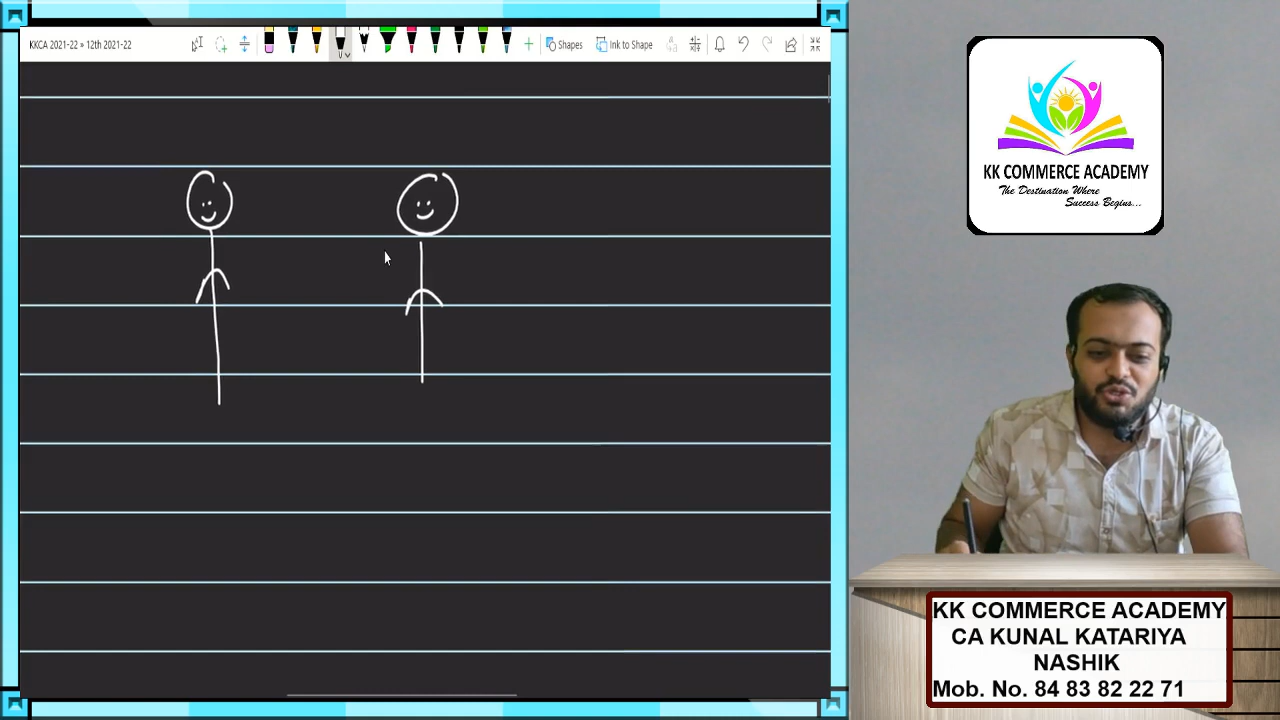 KKCA 2021-22 » 12th 2021-22
Shapes
Ink to Shape
KK COMMERCE ACADEMY
The Destination Where
Success Begins...
KK COMMERCE ACADEMY
CA KUNAL KATARIYA
NASHIK
Mob. No. 84 83 82 22 71